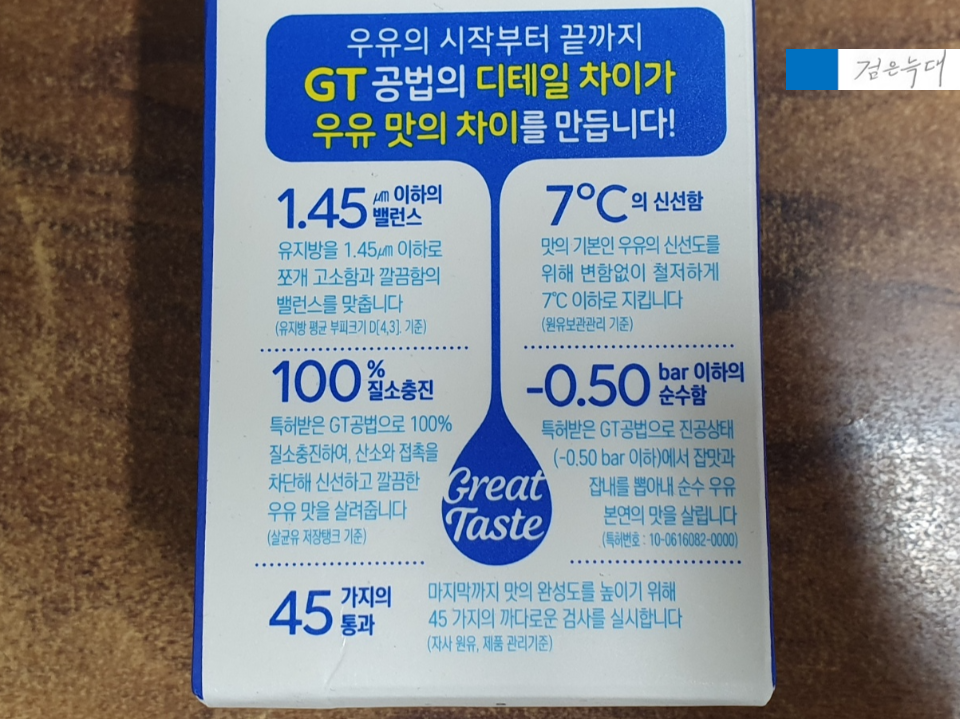 우유의 시작부터 끝까지
GT 공법의 디테일 차이가
우유 맛의 차이를 만듭니다!
검은늑대
1.45 ㎛ 이하의
밸런스
유지방을 1.45㎛ 이하로
쪼개 고소함과 깔끔함의
밸런스를 맞춥니다
(유지방 평균 부피크기 D[4,3]. 기준)
7℃의 신선함
맛의 기본인 우유의 신선도를
위해 변함없이 철저하게
7℃ 이하로 지킵니다
(원유보관관리 기준)
100%
질소충진
특허받은 GT공법으로 100%
질소충진하여, 산소와 접촉을
차단해 신선하고 깔끔한
우유 맛을 살려줍니다
(살균유 저장탱크 기준)
-0.50 bar 이하의
순수함
특허받은 GT공법으로 진공상태
(-0.50 bar 이하)에서 잡맛과
잡내를 뽑아내 순수 우유
본연의 맛을 살립니다
(특허번호 : 10-0616082-0000)
Great
Taste
45 가지의
통과
마지막까지 맛의 완성도를 높이기 위해
45 가지의 까다로운 검사를 실시합니다
(자사 원유, 제품 관리기준)